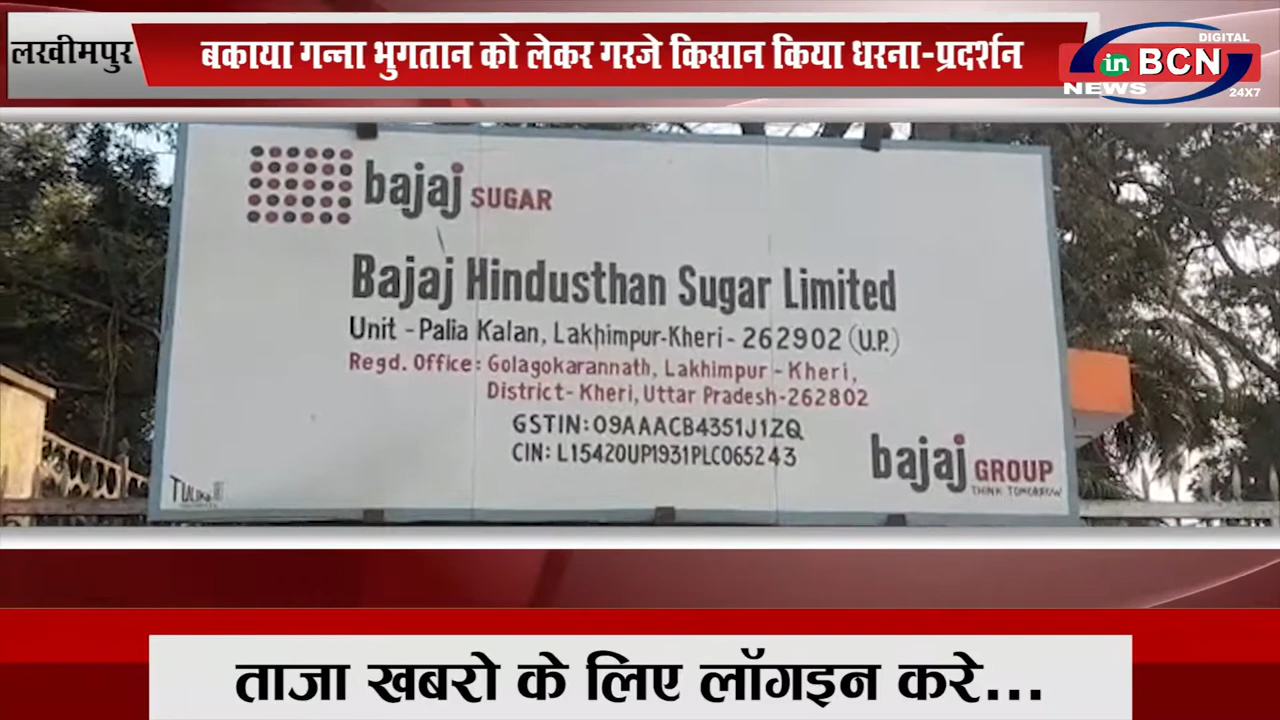 लखीमपुर
बकाया गन्ना भुगतान को लेकर गरजे किसान किया धरना-प्रदर्शन
DIGITAL
in BCN
NEWS
24X7
bajaj SUGAR
Bajaj Hindusthan Sugar Limited
Unit - Palia Kalan, Lakhimpur-Kheri - 262902 (U.P.)
Regd. Office: Golagokarannath, Lakhimpur - Kheri,
District- Kheri, Uttar Pradesh-262802
GSTIN: 09AAACB4351J1ZQ
CIN: L15420UP1931PLC065243
bajaj GROUP
THINK TOMORROW
ताजा खबरो के लिए लॉगइन करे...